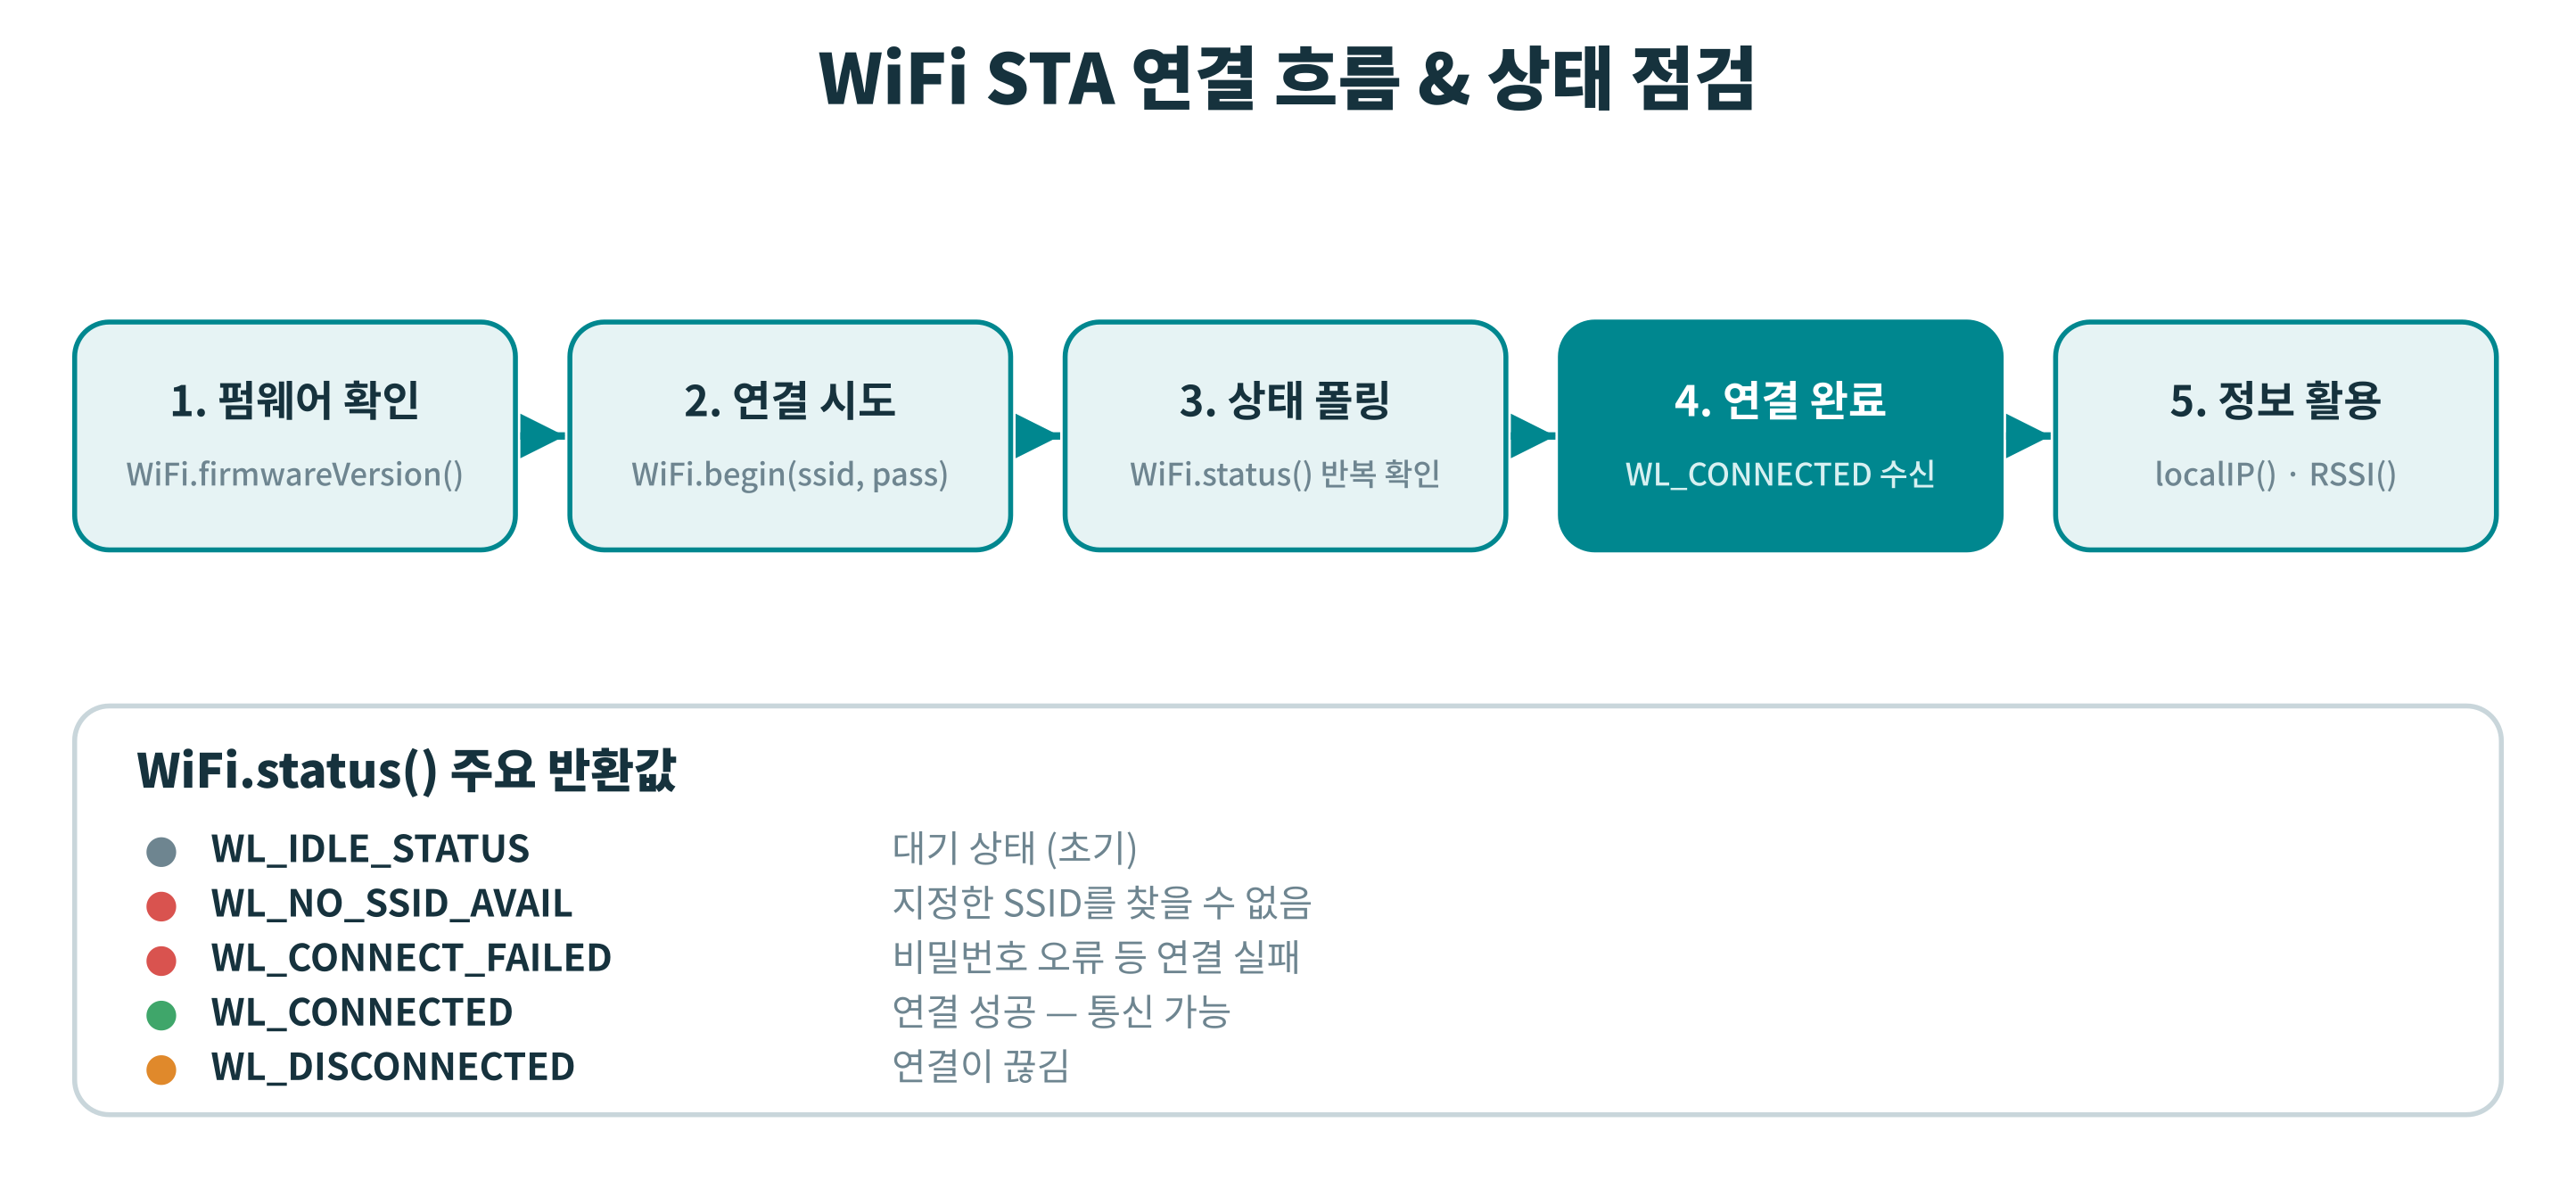 WiFi STA 연결 흐름 & 상태 점검
1. 펌웨어 확인
WiFi.firmwareVersion()
2. 연결 시도
WiFi.begin(ssid, pass)
3. 상태 폴링
WiFi.status() 반복 확인
4. 연결 완료
WL_CONNECTED 수신
5. 정보 활용
localIP() · RSSI()
WiFi.status() 주요 반환값
WL_IDLE_STATUS 대기 상태 (초기)
WL_NO_SSID_AVAIL 지정한 SSID를 찾을 수 없음
WL_CONNECT_FAILED 비밀번호 오류 등 연결 실패
WL_CONNECTED 연결 성공 — 통신 가능
WL_DISCONNECTED 연결이 끊김